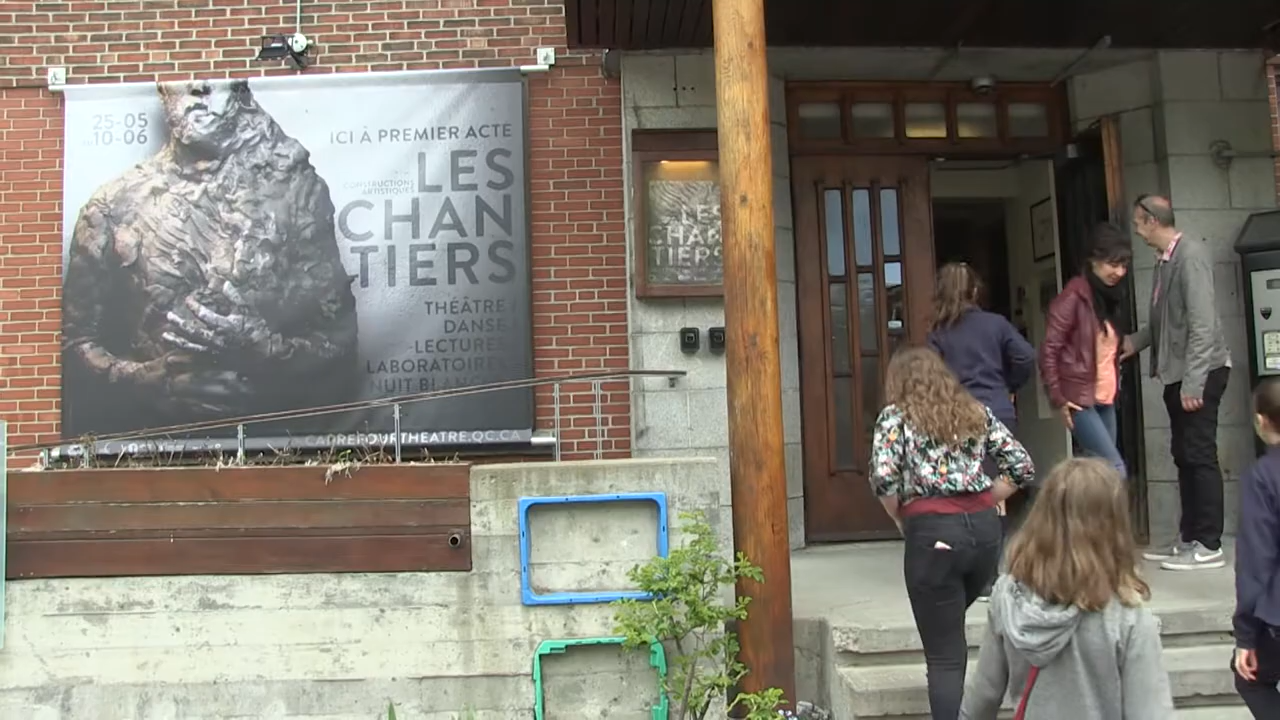 25-05
10-06
ICI À PREMIER ACTE
LES
CONSTRUCTIONS
ARTISTIQUES
CHAN
TIERS
THÉÂTRE
DANSE
LECTURES
LABORATOIRES
NUIT
CARREFOURTHEATRE.QC.CA
LES
CHAN
TIERS